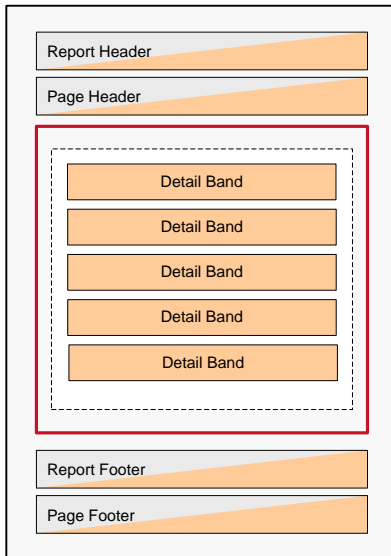 Report Header
Page Header
Detail Band
Detail Band
Detail Band
Detail Band
Detail Band
Report Footer
Page Footer